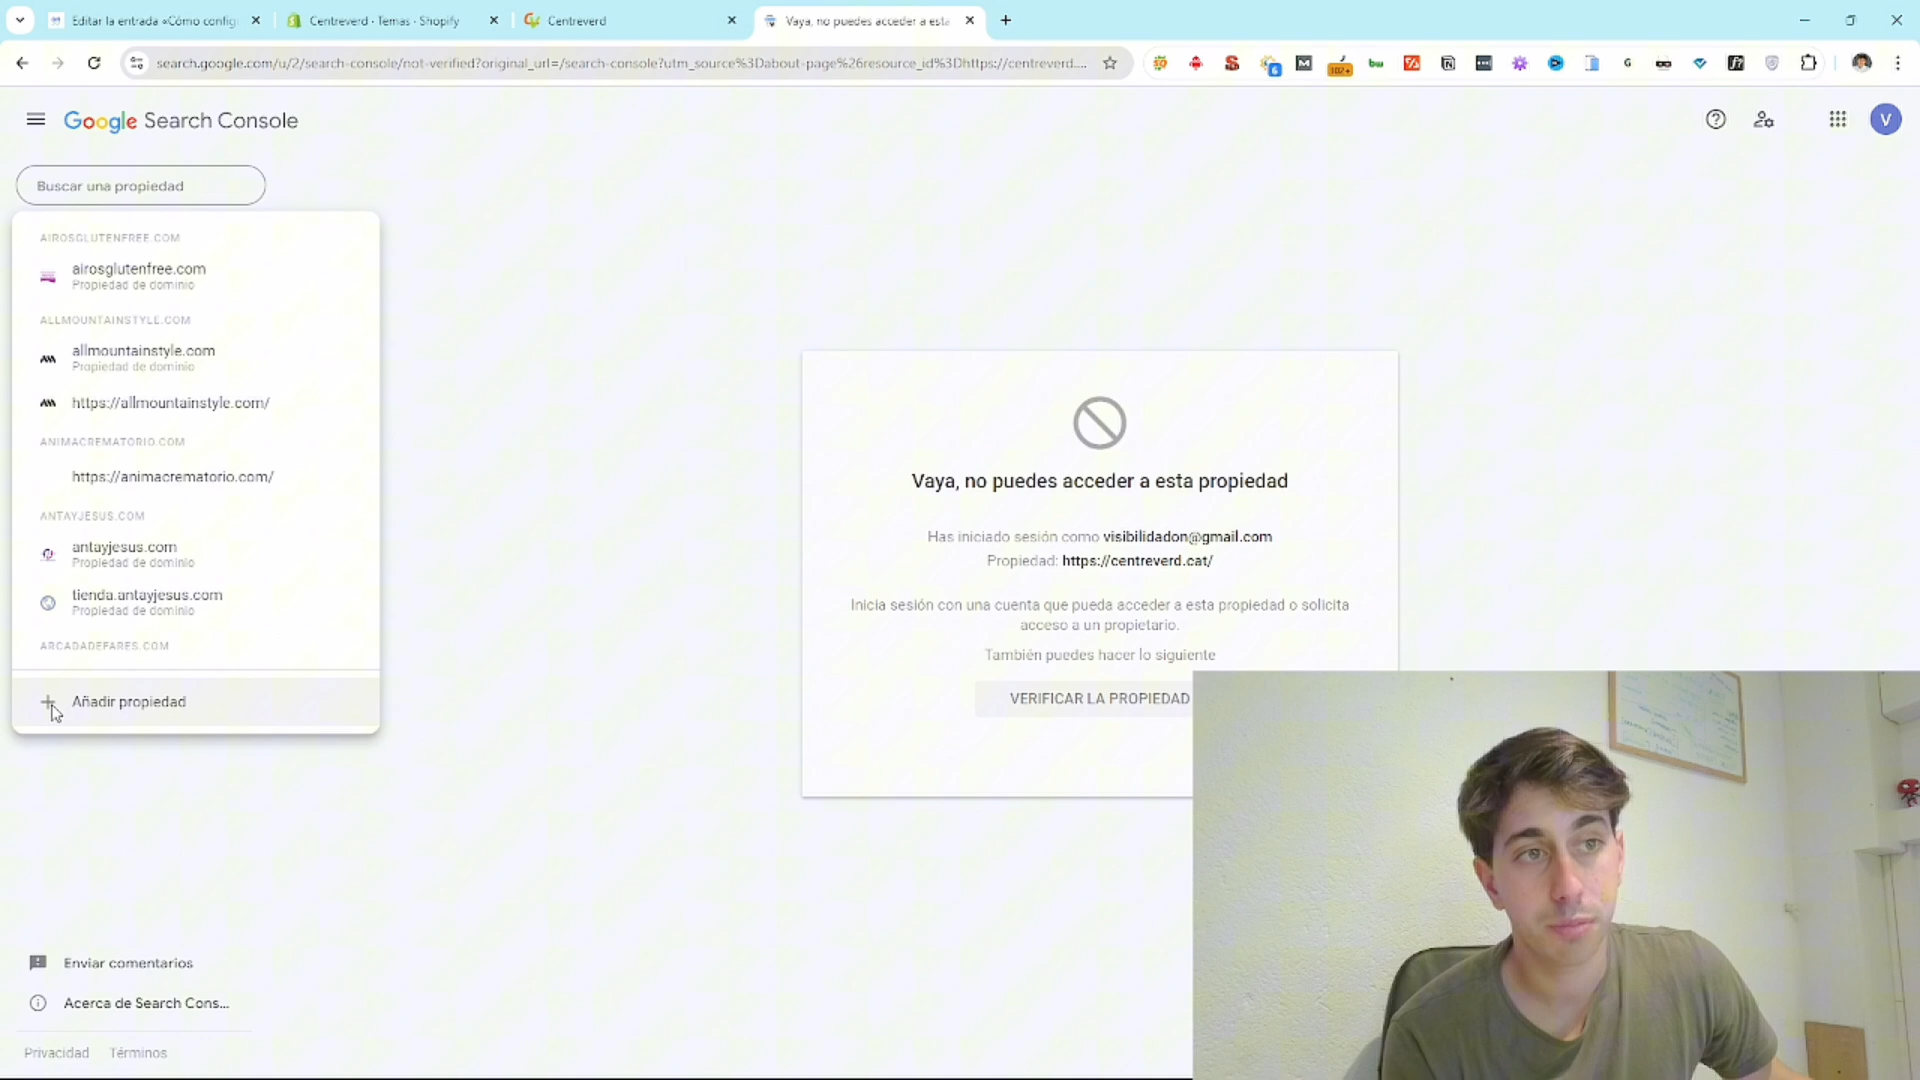 Editar la entrada «Cómo config
Centreverd · Temas · Shopify
Centreverd
Vaya, no puedes acceder a esta
search.google.com/u/2/search-console/not-verified?original_url=/search-console?utm_source%3Dabout-page%26resource_id%3Dhttps://centreverd....
Google Search Console
V
Buscar una propiedad
AIROSGLUTENFREE.COM
airosglutenfree.com
Propiedad de dominio
ALLMOUNTAINSTYLE.COM
allmountainstyle.com
Propiedad de dominio
https://allmountainstyle.com/
ANIMACREMATORIO.COM
https://animacrematorio.com/
ANTAYJESUS.COM
antayjesus.com
Propiedad de dominio
tienda.antayjesus.com
Propiedad de dominio
ARCADADEFARES.COM
Añadir propiedad
Vaya, no puedes acceder a esta propiedad
Has iniciado sesión como visibilidadon@gmail.com
Propiedad: https://centreverd.cat/
Inicia sesión con una cuenta que pueda acceder a esta propiedad o solicita
acceso a un propietario.
También puedes hacer lo siguiente
VERIFICAR LA PROPIEDAD
Enviar comentarios
Acerca de Search Cons...
Privacidad Términos